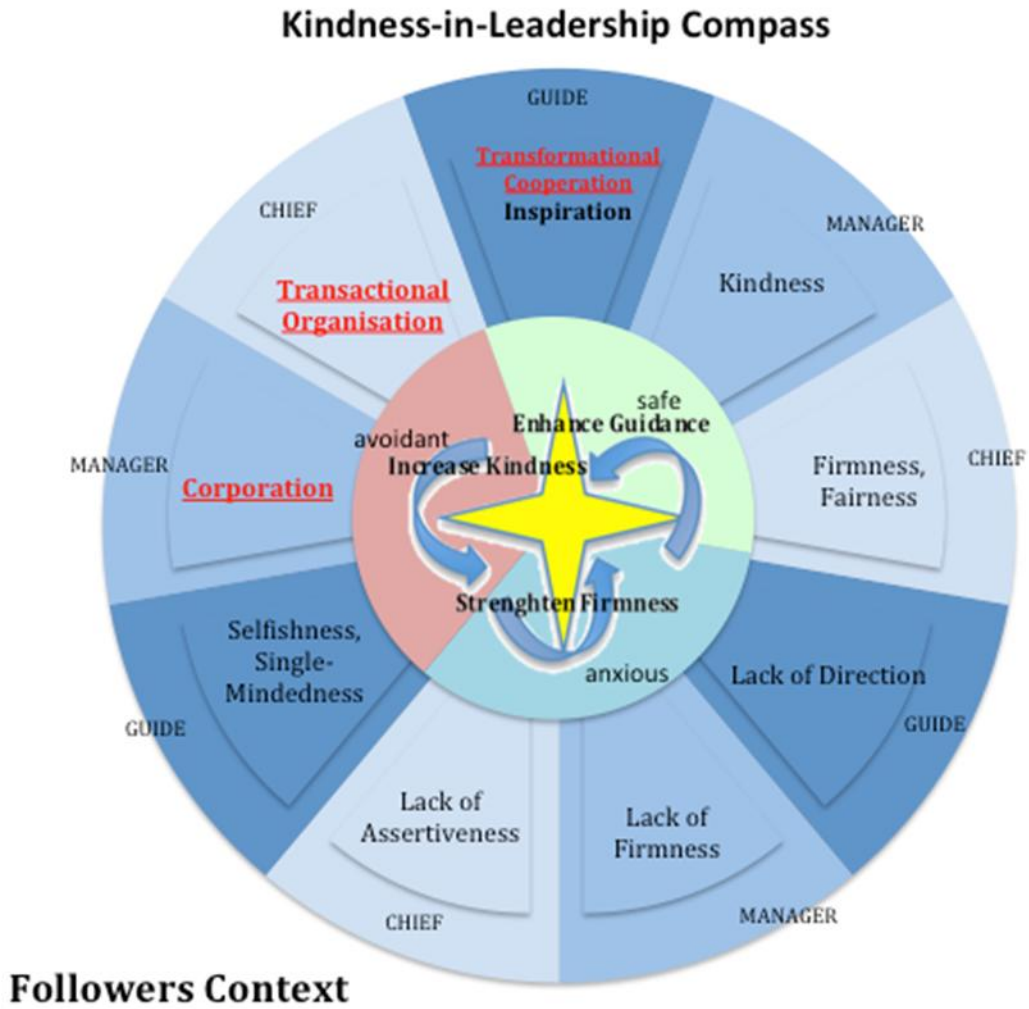 Kindness-in-Leadership Compass
GUIDE
Transformational
Cooperation
Inspiration
CHIEF
MANAGER
Kindness
Transactional
Organisation
safe
Enhance Guidance
avoidant
Increase Kindness
MANAGER
Corporation
Firmness,
Fairness
CHIEF
Strenghten Firmness
anxious
Selfishness,
Single-
Mindedness
GUIDE
Lack of Direction
GUIDE
Lack of
Assertiveness
CHIEF
Lack of
Firmness
MANAGER
Followers Context